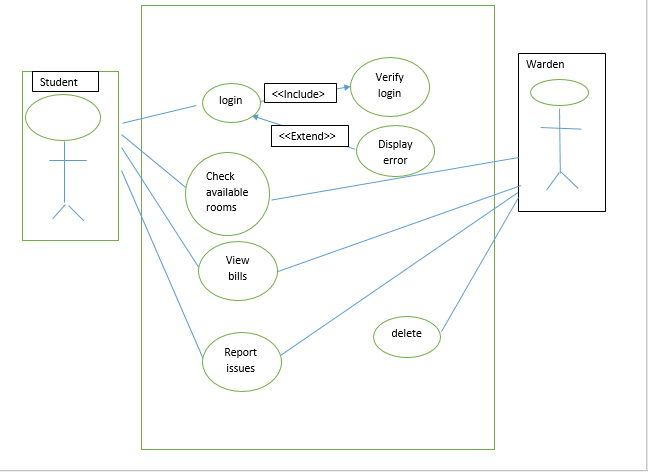 Student
Warden
login
<<Include>
Verify
login
<<Extend>>
Display
error
Check
available
rooms
View
bills
Report
issues
delete